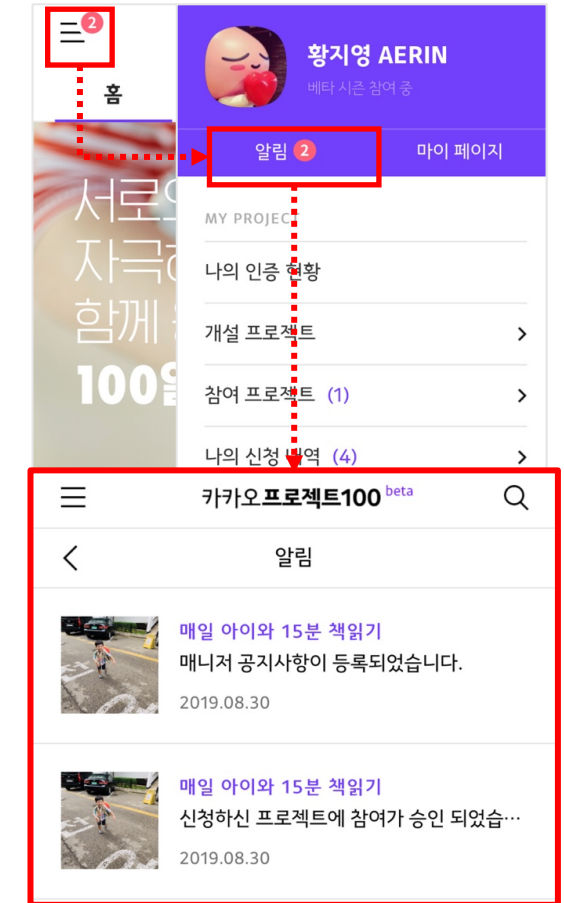 2
홈
서로
자극하
함께
100일
황지영 AERIN
베타 시즌 참여 중
알림 2
마이 페이지
MY PROJECT
나의 인증 현황
개설 프로젝트
참여 프로젝트 (1)
나의 신청 내역 (4)
카카오프로젝트100 beta
알림
매일 아이와 15분 책읽기
매니저 공지사항이 등록되었습니다.
2019.08.30
매일 아이와 15분 책읽기
신청하신 프로젝트에 참여가 승인 되었습…
2019.08.30